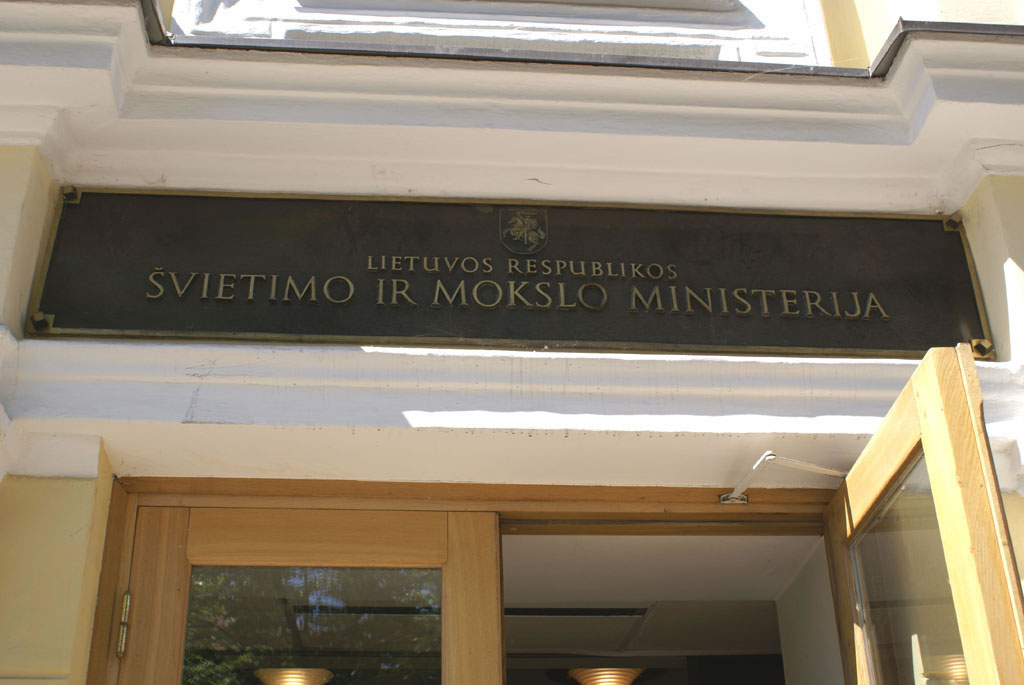 LIETUVOS RESPUBLIKOS
ŠVIETIMO IR MOKSLO MINISTERIJA